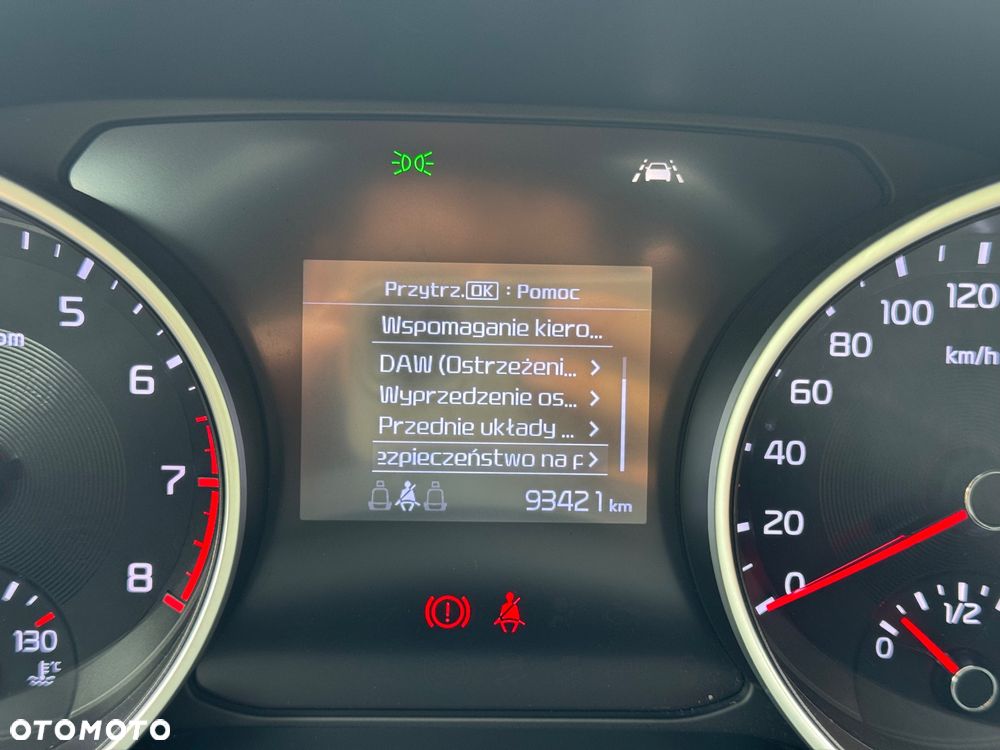 Przytrz.OK : Pomoc
Wspomaganie kiero...
DAW (Ostrzeżeni...
Wyprzedzenie os...
Przednie układy ...
ezpieczeństwo na p
93421 km
5
6
7
8
130
°C
120
100
80
60
40
20
0
km/h
1/2
0
OTOMOTO